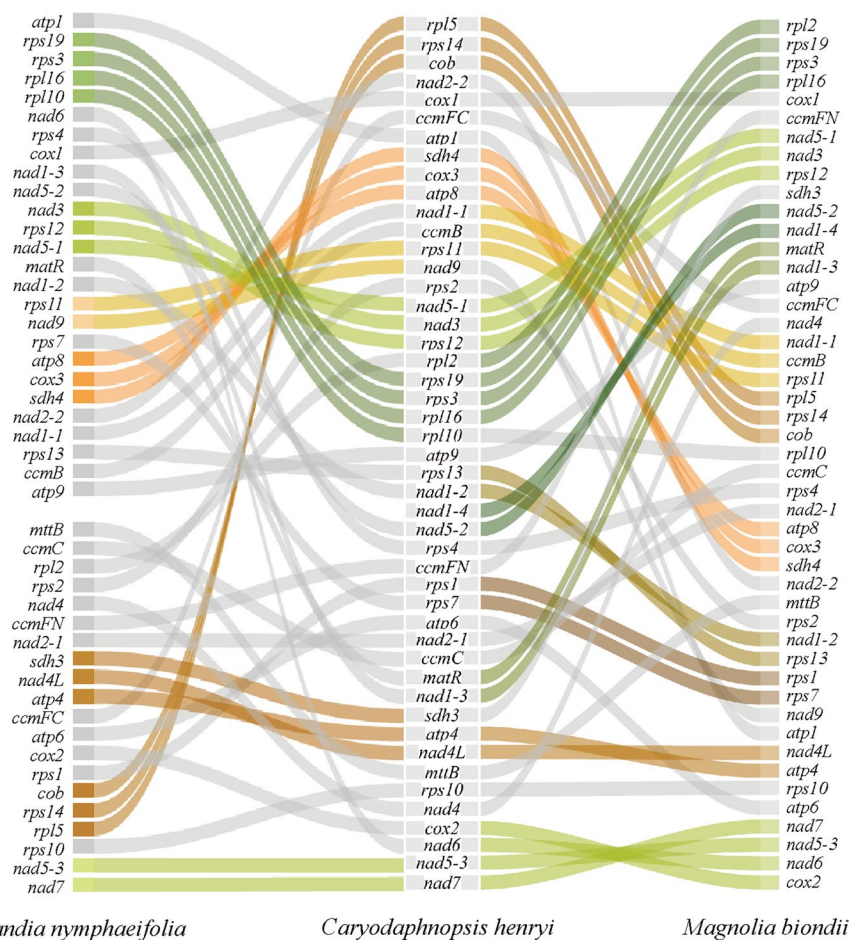 atp1
rps19
rps3
rpl16
rpl10
nad6
rps4
cox1
nad1-3
nad5-2
nad3
rps12
nad5-1
matR
nad1-2
rps11
nad9
rps7
atp8
cox3
sdh4
nad2-2
nad1-1
rps13
ccmB
atp9
mttB
ccmC
rpl2
rps2
nad4
ccmFN
nad2-1
sdh3
nad4L
atp4
ccmFC
atp6
cox2
rps1
cob
rps14
rpl5
rps10
nad5-3
nad7
rpl5
rps14
cob
nad2-2
cox1
ccmFC
atp1
sdh4
cox3
atp8
nad1-1
ccmB
rps11
nad9
rps2
nad5-1
nad3
rps12
rpl2
rps19
rps3
rpl16
rpl10
atp9
rps13
nad1-2
nad1-4
nad5-2
rps4
ccmFN
rps1
rps7
atp6
nad2-1
ccmC
matR
nad1-3
sdh3
atp4
nad4L
mttB
rps10
nad4
cox2
nad6
nad5-3
nad7
rpl2
rps19
rps3
rpl16
cox1
ccmFN
nad5-1
nad3
rps12
sdh3
nad5-2
nad1-4
matR
nad1-3
atp9
ccmFC
nad4
nad1-1
ccmB
rps11
rpl5
rps14
cob
rpl10
ccmC
rps4
nad2-1
atp8
cox3
sdh4
nad2-2
mttB
rps2
nad1-2
rps13
rps1
rps7
nad9
atp1
nad4L
atp4
rps10
atp6
nad7
nad5-3
nad6
cox2
nymphaeifolia Caryodaphnopsis henryi Magnolia biondii